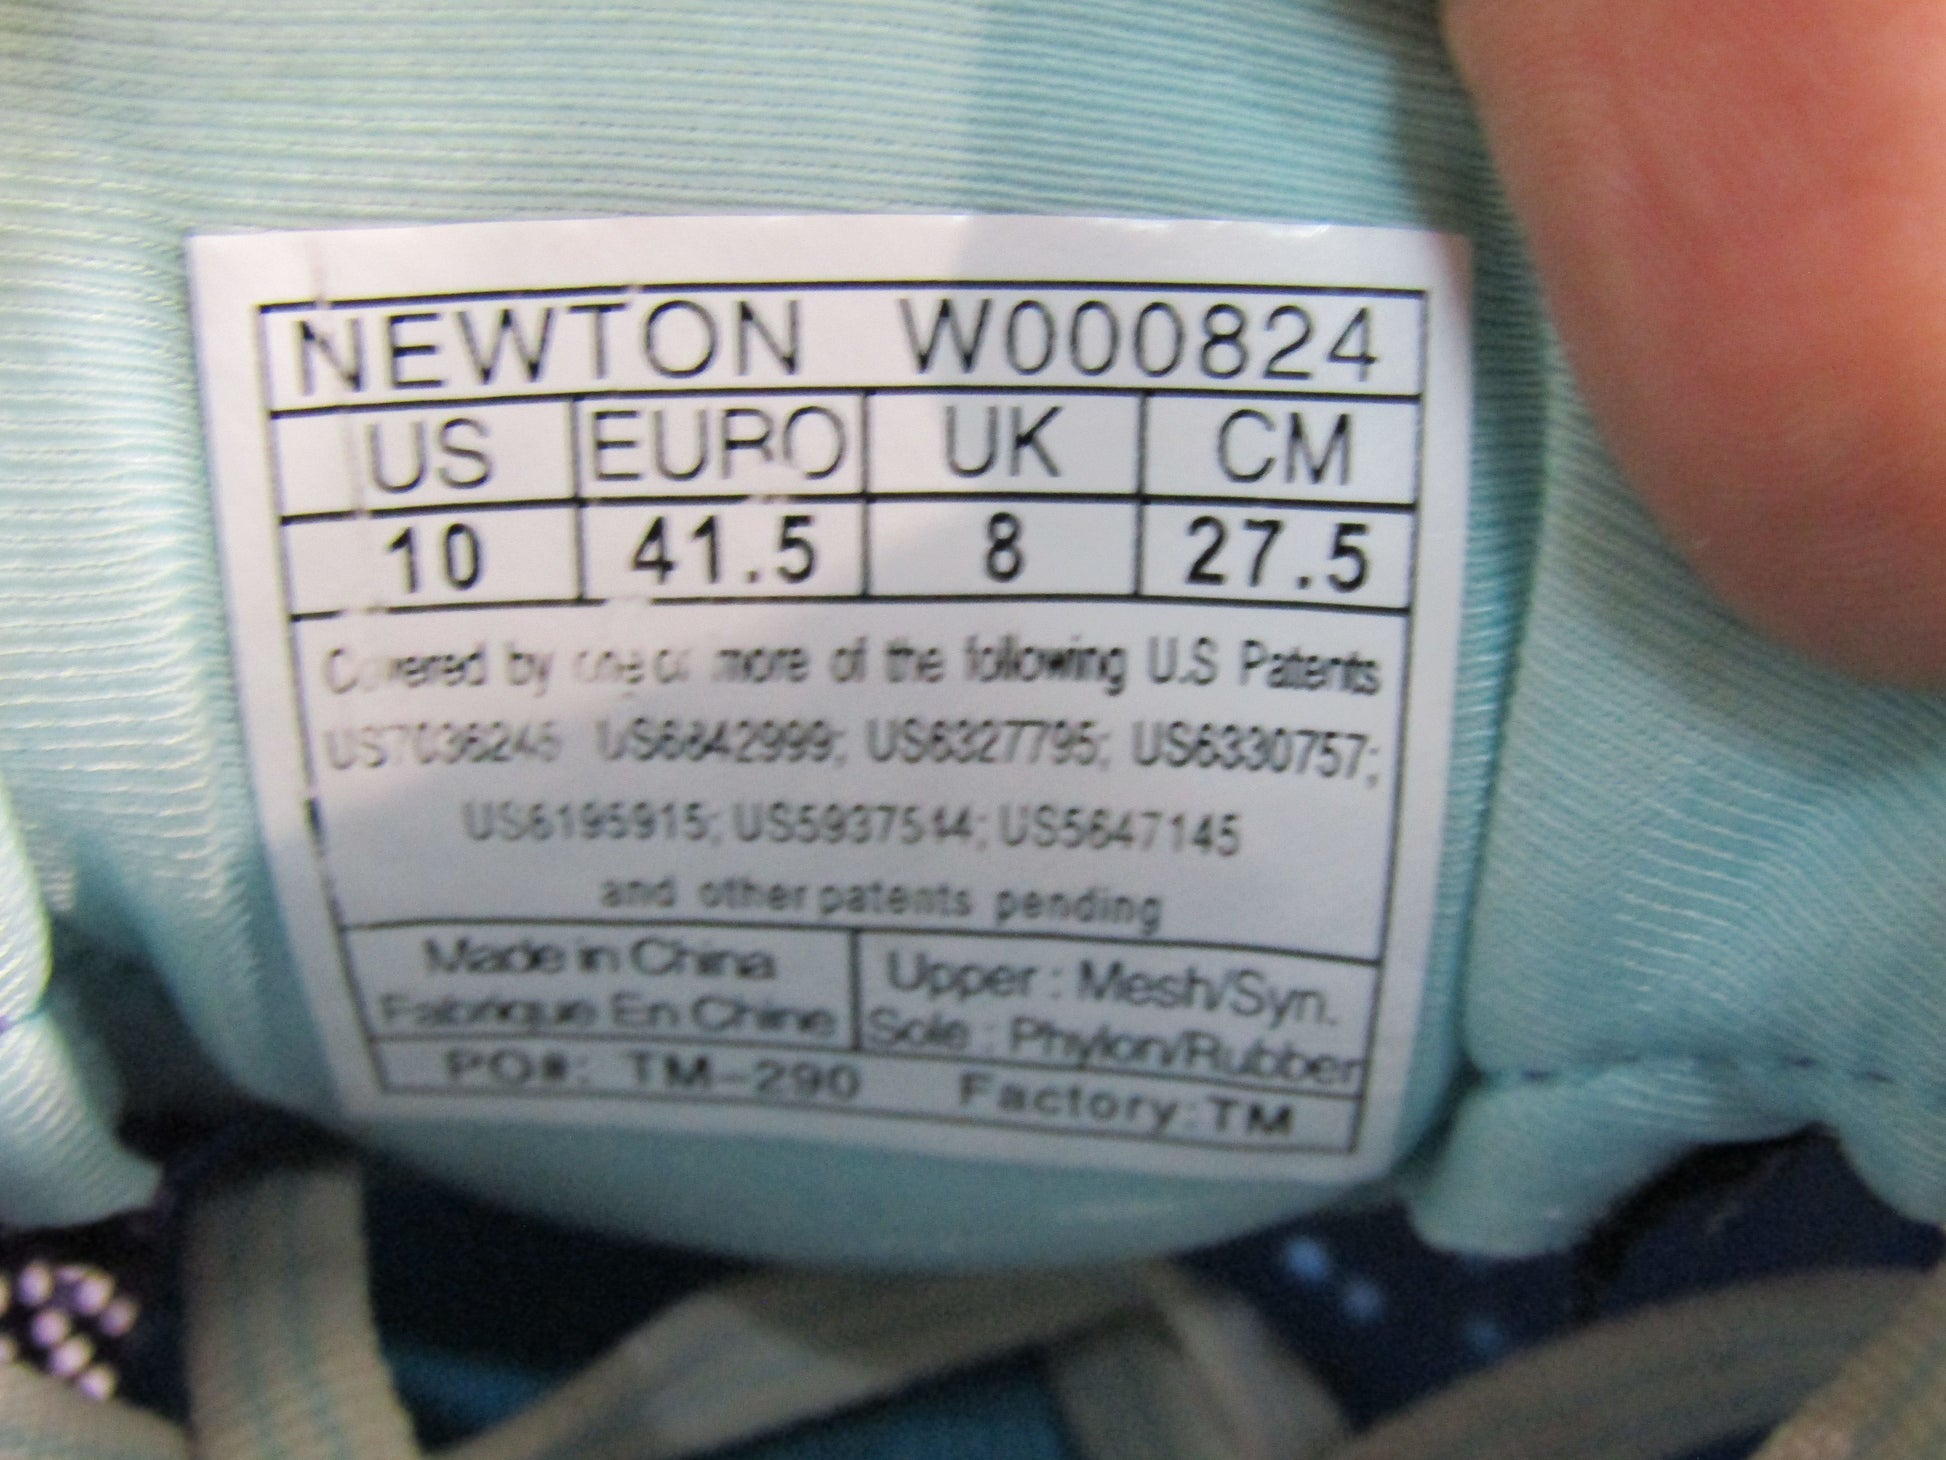 NEWTON W000824
US EURO UK CM
10 41.5 8 27.5
Covered by one or more of the following U.S Patents
US7036245 US6842999; US6327795; US6330757;
US6195915; US5937544; US5647145
and other patents pending
Made in China
Fabrique En Chine
Upper : Mesh/Syn.
Sole : Phylon/Rubber
PO#: TM-290 Factory:TM